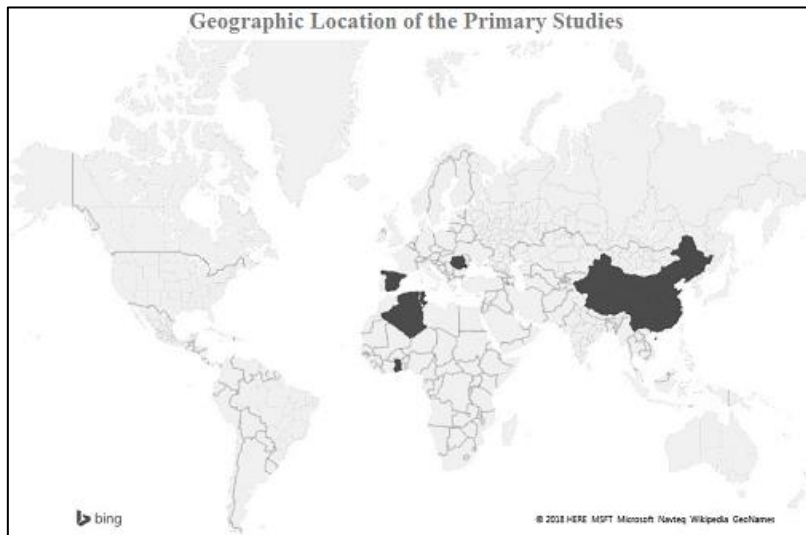 Geographic Location of the Primary Studies
bing
© 2018 HERE MSFT Microsoft Navteq Wikipedia GeoNames